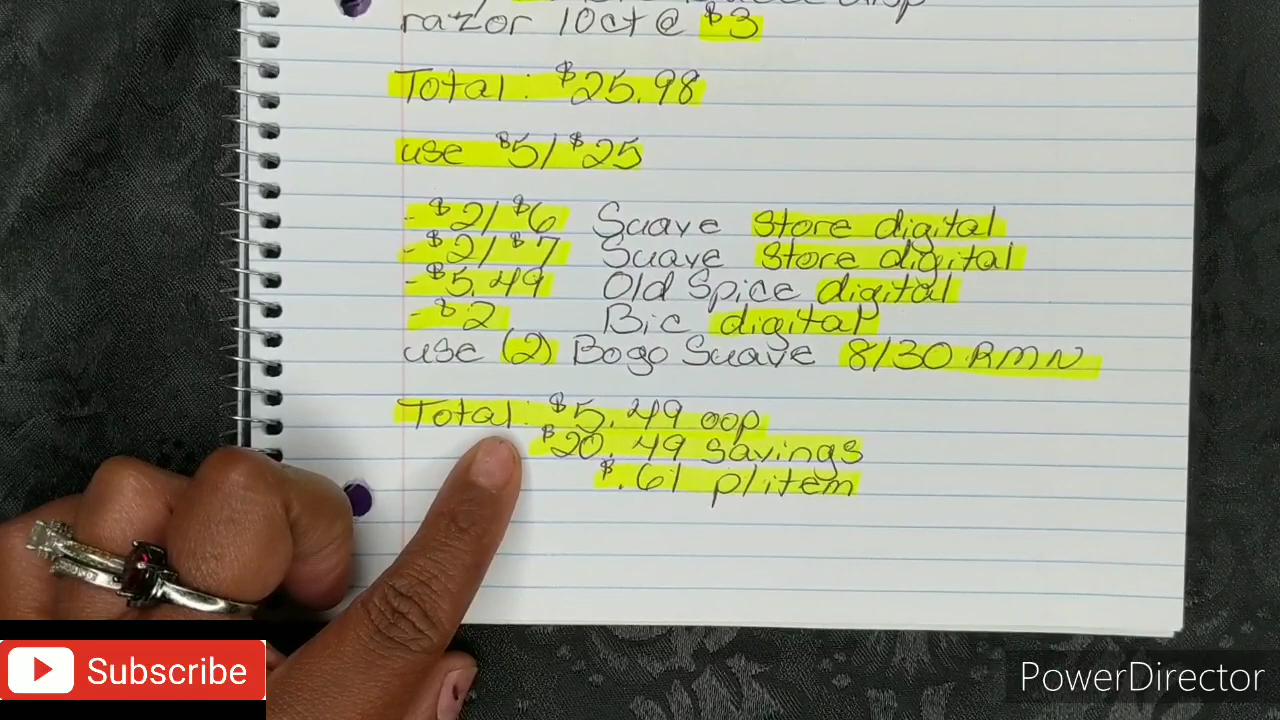 razor 10ct @ $3
Total: $25.98
use $5/$25
- $2/$6 Suave Store digital
- $2/$7 Suave Store digital
- $5.49 Old Spice digital
- $2 Bic digital
use (2) Bogo Suave 8/30 RMN
Total: $5.49 oop
$20.49 Savings
$.61 p/item
Subscribe
PowerDirector